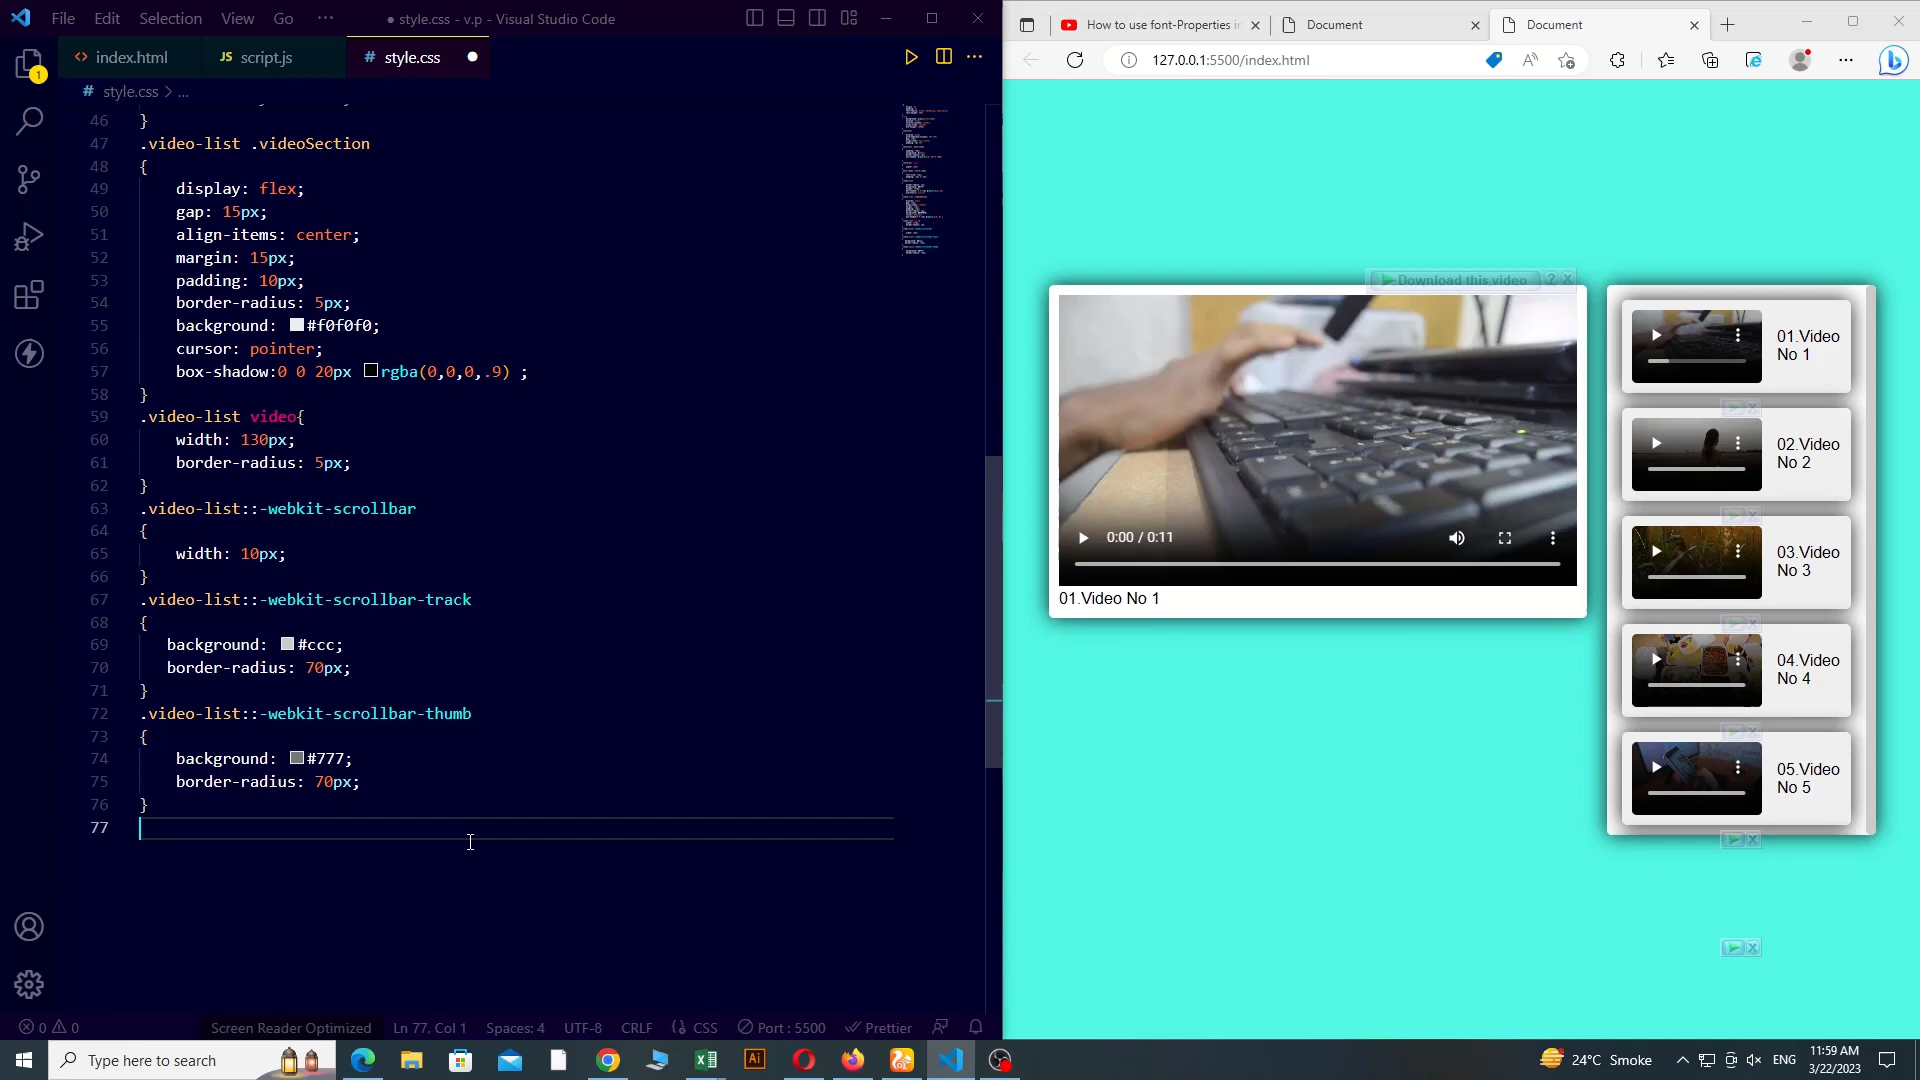 File Edit Selection View Go ···
● style.css - v.p - Visual Studio Code
<> index.html
JS script.js
# style.css ●
# style.css > ...
1
46 }
47 .video-list .videoSection
48 {
49 display: flex;
50 gap: 15px;
51 align-items: center;
52 margin: 15px;
53 padding: 10px;
54 border-radius: 5px;
55 background: #f0f0f0;
56 cursor: pointer;
57 box-shadow:0 0 20px rgba(0,0,0,.9) ;
58 }
59 .video-list video{
60 width: 130px;
61 border-radius: 5px;
62 }
63 .video-list::-webkit-scrollbar
64 {
65 width: 10px;
66 }
67 .video-list::-webkit-scrollbar-track
68 {
69 background: #ccc;
70 border-radius: 70px;
71 }
72 .video-list::-webkit-scrollbar-thumb
73 {
74 background: #777;
75 border-radius: 70px;
76 }
77
0 0
Screen Reader Optimized Ln 77, Col 1 Spaces: 4 UTF-8 CRLF {} CSS Port : 5500 Prettier
How to use font-Properties in
Document
Document
127.0.0.1:5500/index.html
Download this video ? X
0:00 / 0:11
01.Video No 1
01.Video
No 1
02.Video
No 2
03.Video
No 3
04.Video
No 4
05.Video
No 5
Type here to search
Ai
24°C Smoke
ENG
11:59 AM
3/22/2023